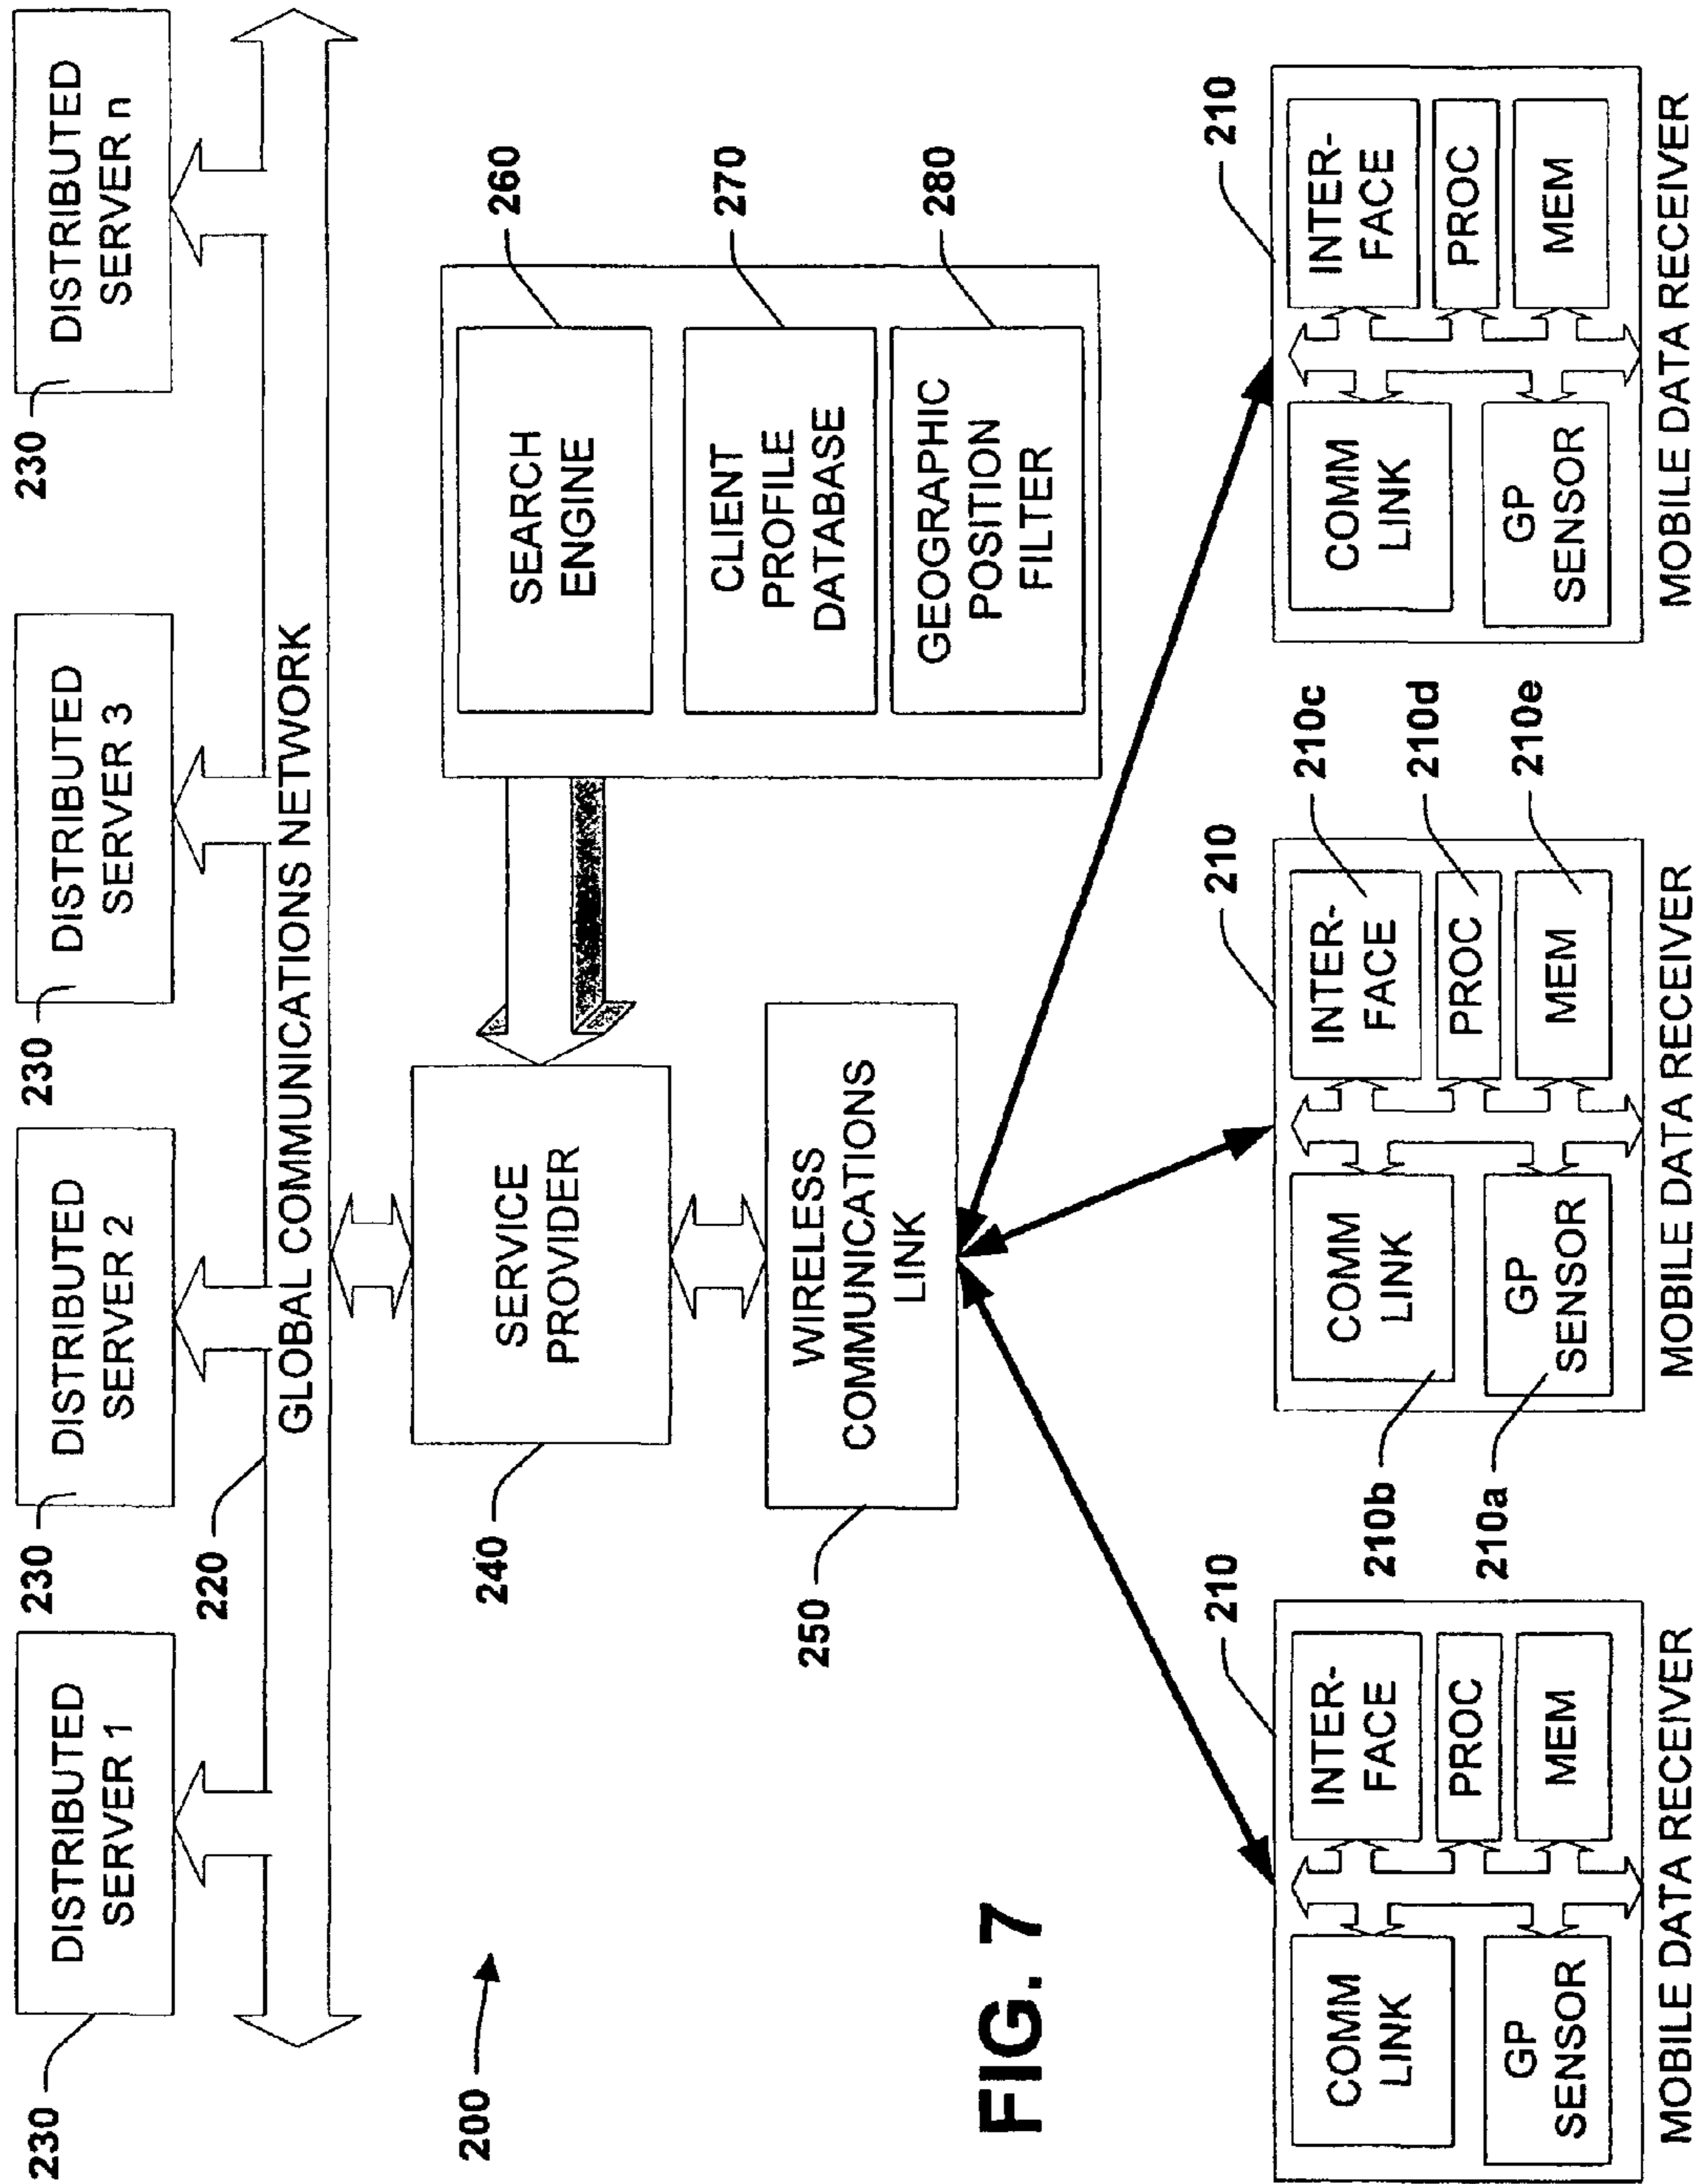 230
DISTRIBUTED
SERVER 1
230
DISTRIBUTED
SERVER 2
230
DISTRIBUTED
SERVER 3
230
DISTRIBUTED
SERVER n
220
GLOBAL COMMUNICATIONS NETWORK
200
240
SERVICE
PROVIDER
260
SEARCH
ENGINE
270
CLIENT
PROFILE
DATABASE
280
GEOGRAPHIC
POSITION
FILTER
250
WIRELESS
COMMUNICATIONS
LINK
FIG. 7
210
COMM
LINK
INTER-
FACE
PROC
GP
SENSOR
MEM
MOBILE DATA RECEIVER
210
210b
COMM
LINK
INTER-
FACE
210c
PROC
210d
210a
GP
SENSOR
MEM
210e
MOBILE DATA RECEIVER
210
COMM
LINK
INTER-
FACE
PROC
GP
SENSOR
MEM
MOBILE DATA RECEIVER